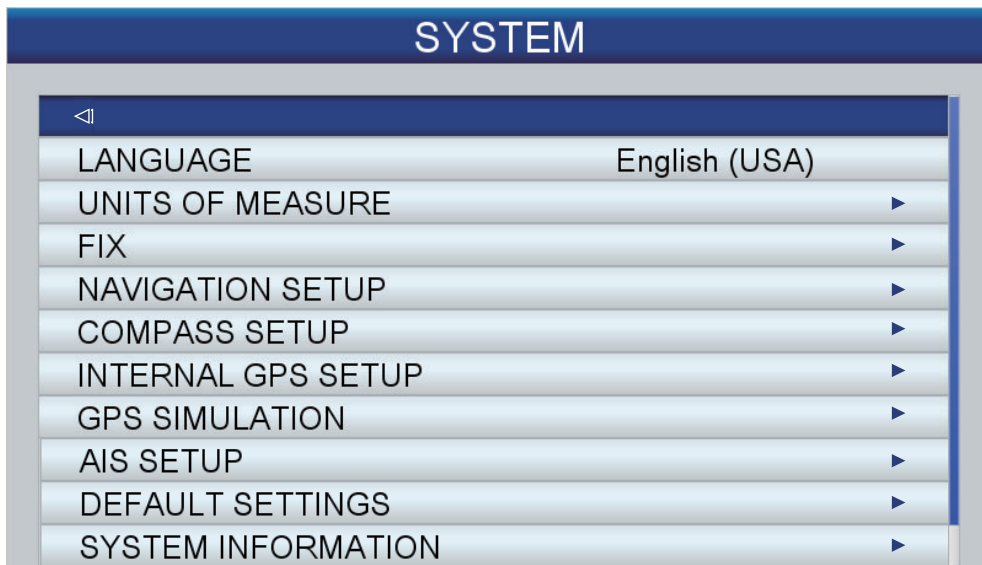 SYSTEM
LANGUAGE English (USA)
UNITS OF MEASURE
FIX
NAVIGATION SETUP
COMPASS SETUP
INTERNAL GPS SETUP
GPS SIMULATION
AIS SETUP
DEFAULT SETTINGS
SYSTEM INFORMATION